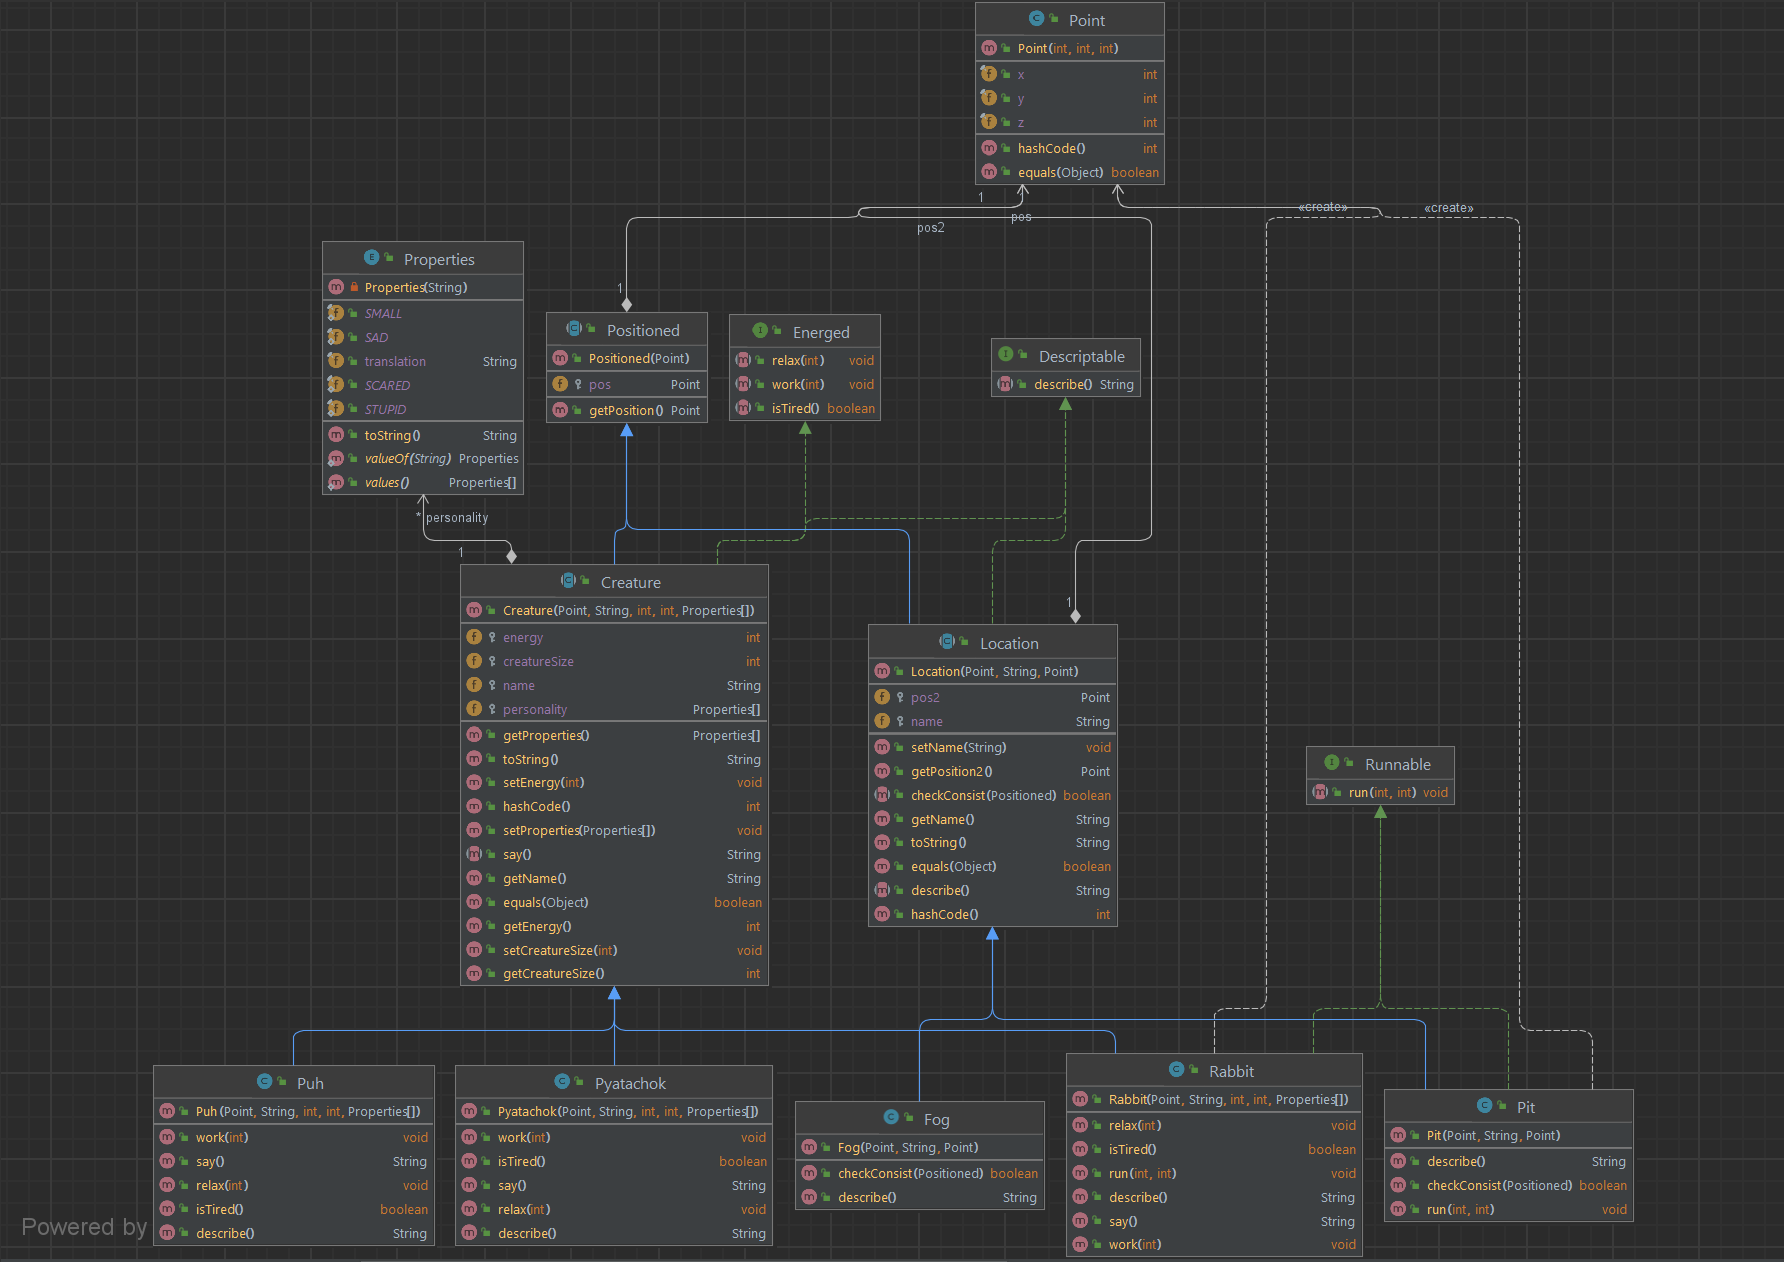 Point
Point(int, int, int)
x int
y int
z int
hashCode() int
equals(Object) boolean
1
pos
pos2
«create»
«create»
Properties
Properties(String)
SMALL
SAD
translation String
SCARED
STUPID
toString() String
valueOf(String) Properties
values() Properties[]
* personality
1
1
Positioned
Positioned(Point)
pos Point
getPosition() Point
Energed
relax(int) void
work(int) void
isTired() boolean
Descriptable
describe() String
Creature
Creature(Point, String, int, int, Properties[])
energy int
creatureSize int
name String
personality Properties[]
getProperties() Properties[]
toString() String
setEnergy(int) void
hashCode() int
setProperties(Properties[]) void
say() String
getName() String
equals(Object) boolean
getEnergy() int
setCreatureSize(int) void
getCreatureSize() int
1
Location
Location(Point, String, Point)
pos2 Point
name String
setName(String) void
getPosition2() Point
checkConsist(Positioned) boolean
getName() String
toString() String
equals(Object) boolean
describe() String
hashCode() int
Runnable
run(int, int) void
Puh
Puh(Point, String, int, int, Properties[])
work(int) void
say() String
relax(int) void
isTired() boolean
describe() String
Pyatachok
Pyatachok(Point, String, int, int, Properties[])
work(int) void
isTired() boolean
say() String
relax(int) void
describe() String
Fog
Fog(Point, String, Point)
checkConsist(Positioned) boolean
describe() String
Rabbit
Rabbit(Point, String, int, int, Properties[])
relax(int) void
isTired() boolean
run(int, int) void
describe() String
say() String
work(int) void
Pit
Pit(Point, String, Point)
describe() String
checkConsist(Positioned) boolean
run(int, int) void
Powered by